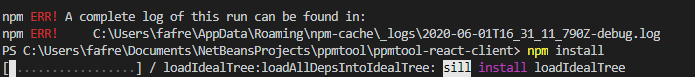 npm ERR! A complete log of this run can be found in:
npm ERR!     C:\Users\fafre\AppData\Roaming\npm-cache\_logs\2020-06-01T16_31_11_790Z-debug.log
PS C:\Users\fafre\Documents\NetBeansProjects\ppmtool\ppmtool-react-client> npm install
[ ................] / loadIdealTree:loadAllDepsIntoIdealTree: sill install loadIdealTree